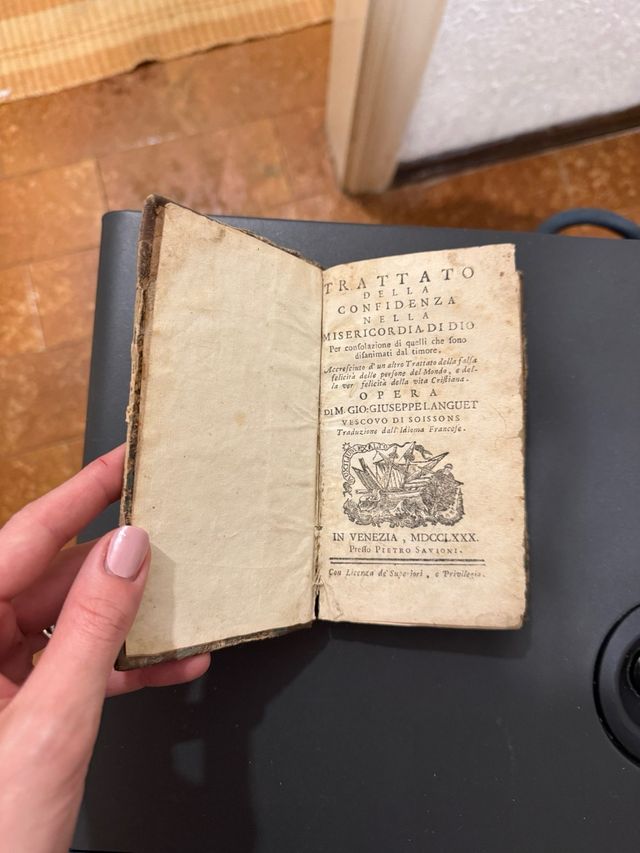 TRATTATO
DELLA
CONFIDENZA
NELLA
MISERICORDIA DI DIO
Per conſolazione di quelli che ſono
diſanimati dal timore.
Accreſciuto d'un altro Trattato della falſa
felicità delle perſone del Mondo, e del-
la ver felicità della vita Criſtiana.
OPERA
DI M. GIO: GIUSEPPE LANGUET
VESCOVO DI SOISSONS
Traduzione dall'Idioma Franceſe.
IN VENEZIA, MDCCLXXX.
Preſſo PIETRO SAVIONI.
Con Licenza de' Superiori, e Privilegio.